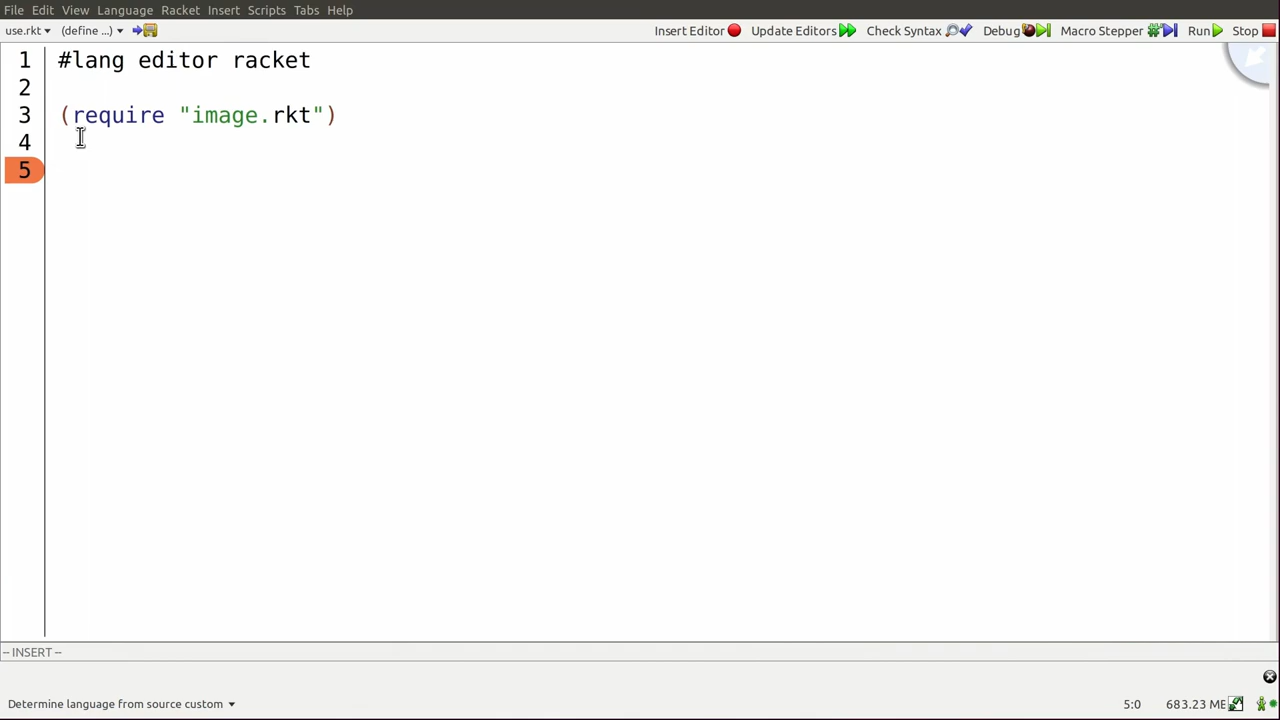 File Edit View Language Racket Insert Scripts Tabs Help
use.rkt (define ...) Insert Editor Update Editors Check Syntax Debug Macro Stepper Run Stop
1 #lang editor racket
2
3 (require "image.rkt")
4
5
-- INSERT --
Determine language from source custom 5:0 683.23 MB